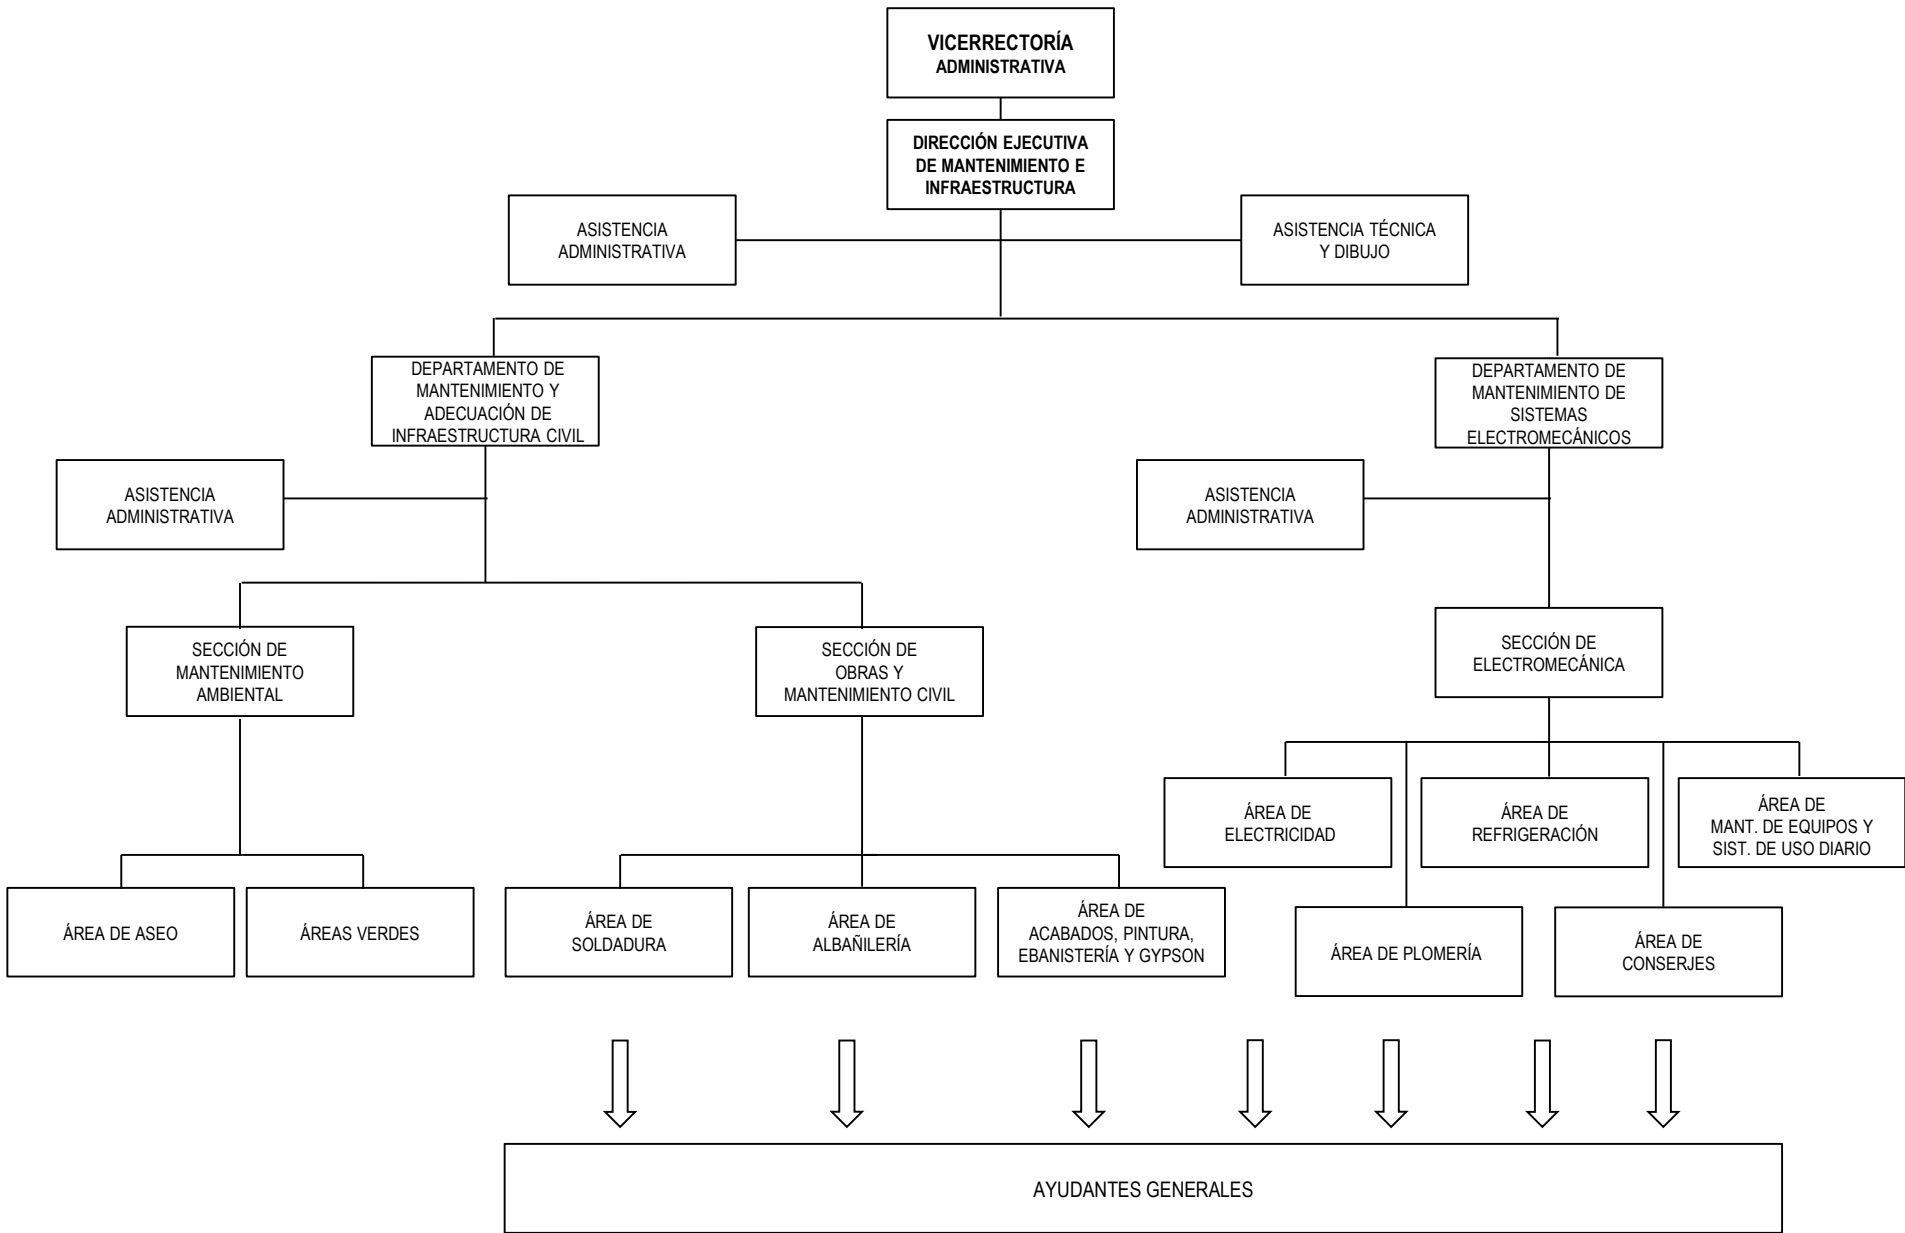 VICERRECTORÍA
ADMINISTRATIVA
DIRECCIÓN EJECUTIVA
DE MANTENIMIENTO E
INFRAESTRUCTURA
ASISTENCIA
ADMINISTRATIVA
ASISTENCIA TÉCNICA
Y DIBUJO
DEPARTAMENTO DE
MANTENIMIENTO Y
ADECUACIÓN DE
INFRAESTRUCTURA CIVIL
DEPARTAMENTO DE
MANTENIMIENTO DE
SISTEMAS
ELECTROMECÁNICOS
ASISTENCIA
ADMINISTRATIVA
ASISTENCIA
ADMINISTRATIVA
SECCIÓN DE
MANTENIMIENTO
AMBIENTAL
SECCIÓN DE
OBRAS Y
MANTENIMIENTO CIVIL
SECCIÓN DE
ELECTROMECÁNICA
ÁREA DE
ELECTRICIDAD
ÁREA DE
REFRIGERACIÓN
ÁREA DE
MANT. DE EQUIPOS Y
SIST. DE USO DIARIO
ÁREA DE ASEO
ÁREAS VERDES
ÁREA DE
SOLDADURA
ÁREA DE
ALBAÑILERÍA
ÁREA DE
ACABADOS, PINTURA,
EBANISTERÍA Y GYPSON
ÁREA DE PLOMERÍA
ÁREA DE
CONSERJES
AYUDANTES GENERALES